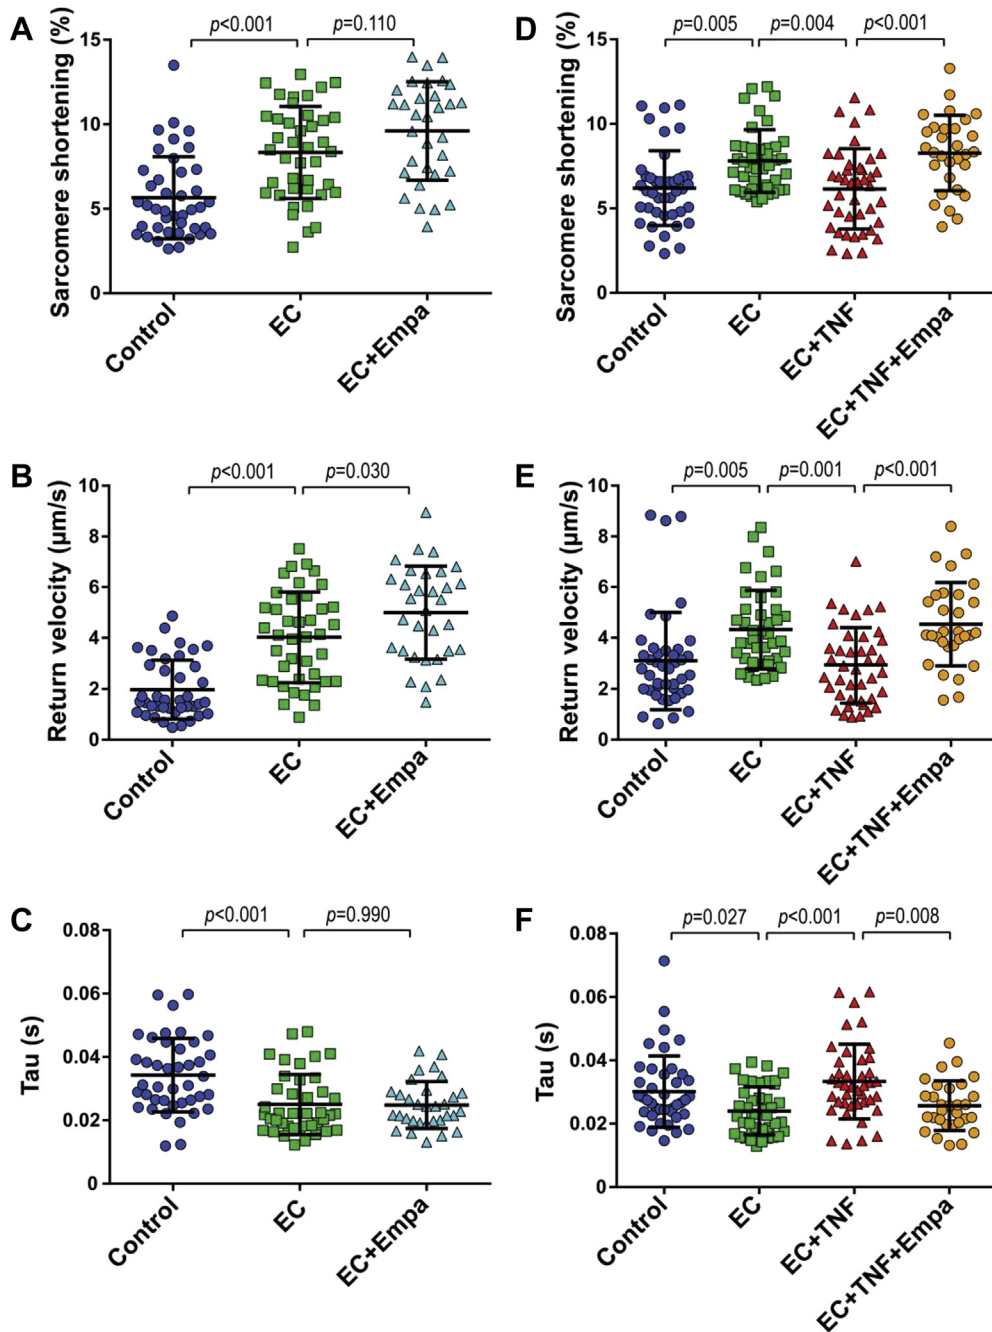 A
Sarcomere shortening (%)
p<0.001
p=0.110
15
10
5
0
Control
EC
EC+Empa
D
Sarcomere shortening (%)
p=0.005
p=0.004
p<0.001
15
10
5
0
Control
EC
EC+TNF
EC+TNF+Empa
B
Return velocity (µm/s)
p<0.001
p=0.030
10
8
6
4
2
0
Control
EC
EC+Empa
E
Return velocity (µm/s)
p=0.005
p=0.001
p<0.001
10
8
6
4
2
0
Control
EC
EC+TNF
EC+TNF+Empa
C
Tau (s)
p<0.001
p=0.990
0.08
0.06
0.04
0.02
0
Control
EC
EC+Empa
F
Tau (s)
p=0.027
p<0.001
p=0.008
0.08
0.06
0.04
0.02
0
Control
EC
EC+TNF
EC+TNF+Empa